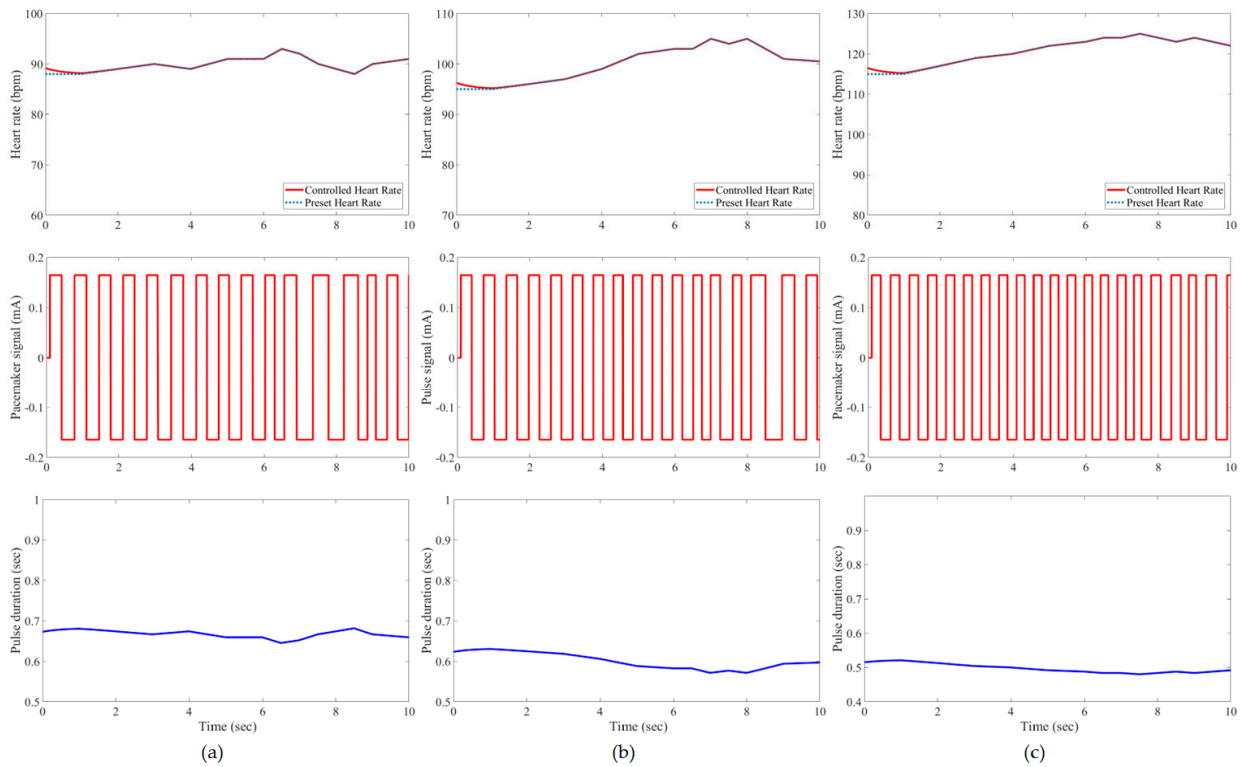 100
90
80
70
60
Heart rate (bpm)
0 2 4 6 8 10
Controlled Heart Rate
Preset Heart Rate
110
105
100
95
90
85
80
75
70
Heart rate (bpm)
0 2 4 6 8 10
Controlled Heart Rate
Preset Heart Rate
130
120
110
100
90
80
Heart rate (bpm)
0 2 4 6 8 10
Controlled Heart Rate
Preset Heart Rate
0.2
0.1
0
-0.1
-0.2
Pacemaker signal (mA)
0 2 4 6 8 10
0.2
0.1
0
-0.1
-0.2
Pulse signal (mA)
0 2 4 6 8 10
0.2
0.1
0
-0.1
-0.2
Pacemaker signal (mA)
0 2 4 6 8 10
1
0.9
0.8
0.7
0.6
0.5
Pulse duration (sec)
0 2 4 6 8 10
Time (sec)
1
0.9
0.8
0.7
0.6
0.5
Pulse duration (sec)
0 2 4 6 8 10
Time (sec)
0.9
0.8
0.7
0.6
0.5
0.4
Pulse duration (sec)
0 2 4 6 8 10
Time (sec)
(a) (b) (c)